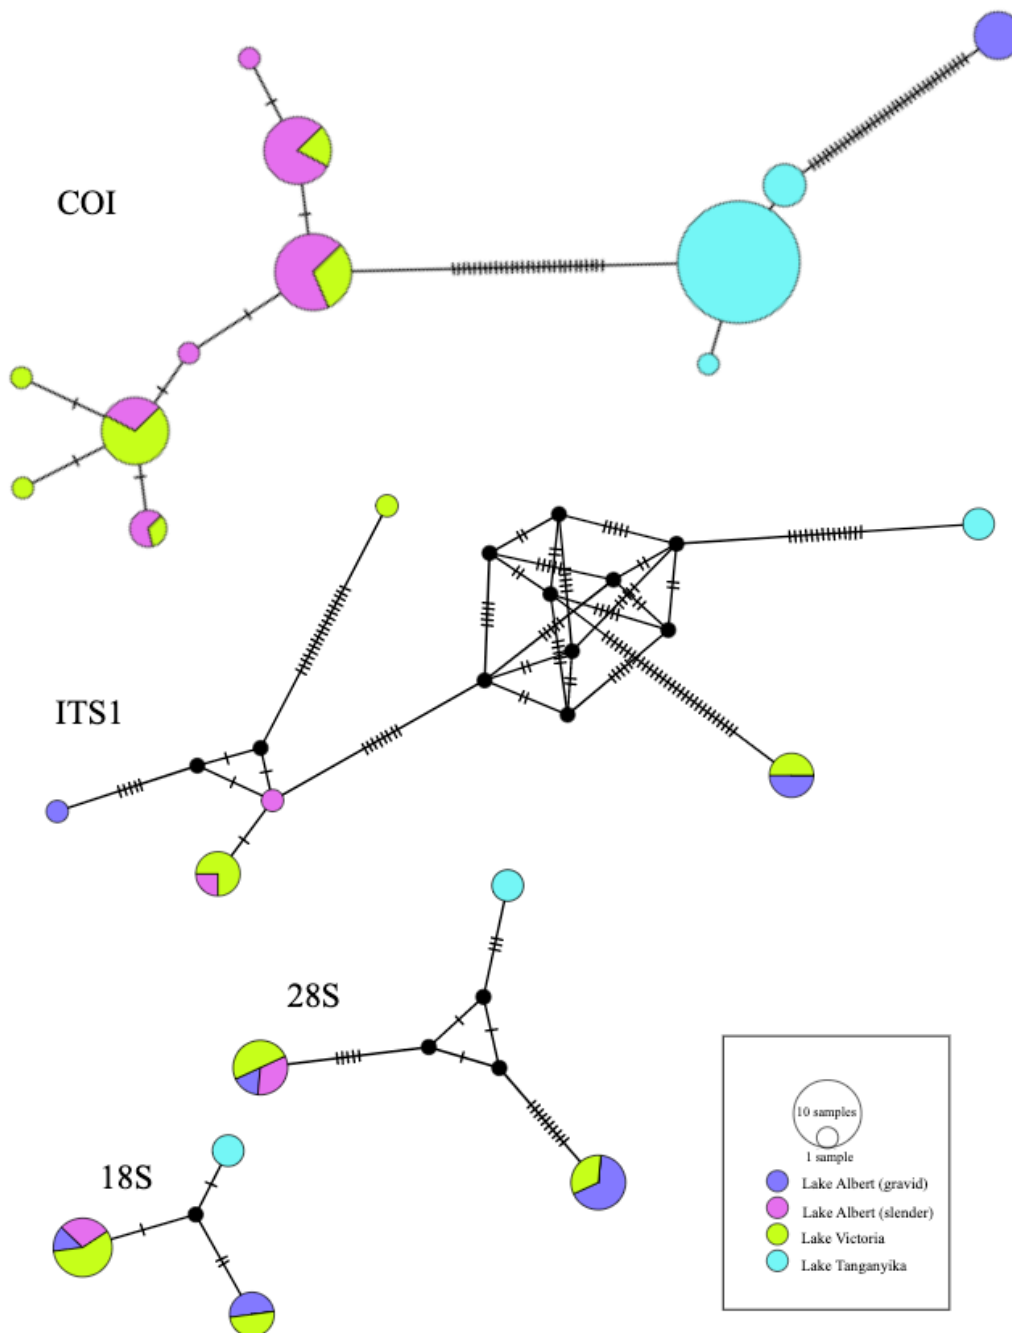 COI
ITS1
28S
18S
10 samples
1 sample
Lake Albert (gravid)
Lake Albert (slender)
Lake Victoria
Lake Tanganyika